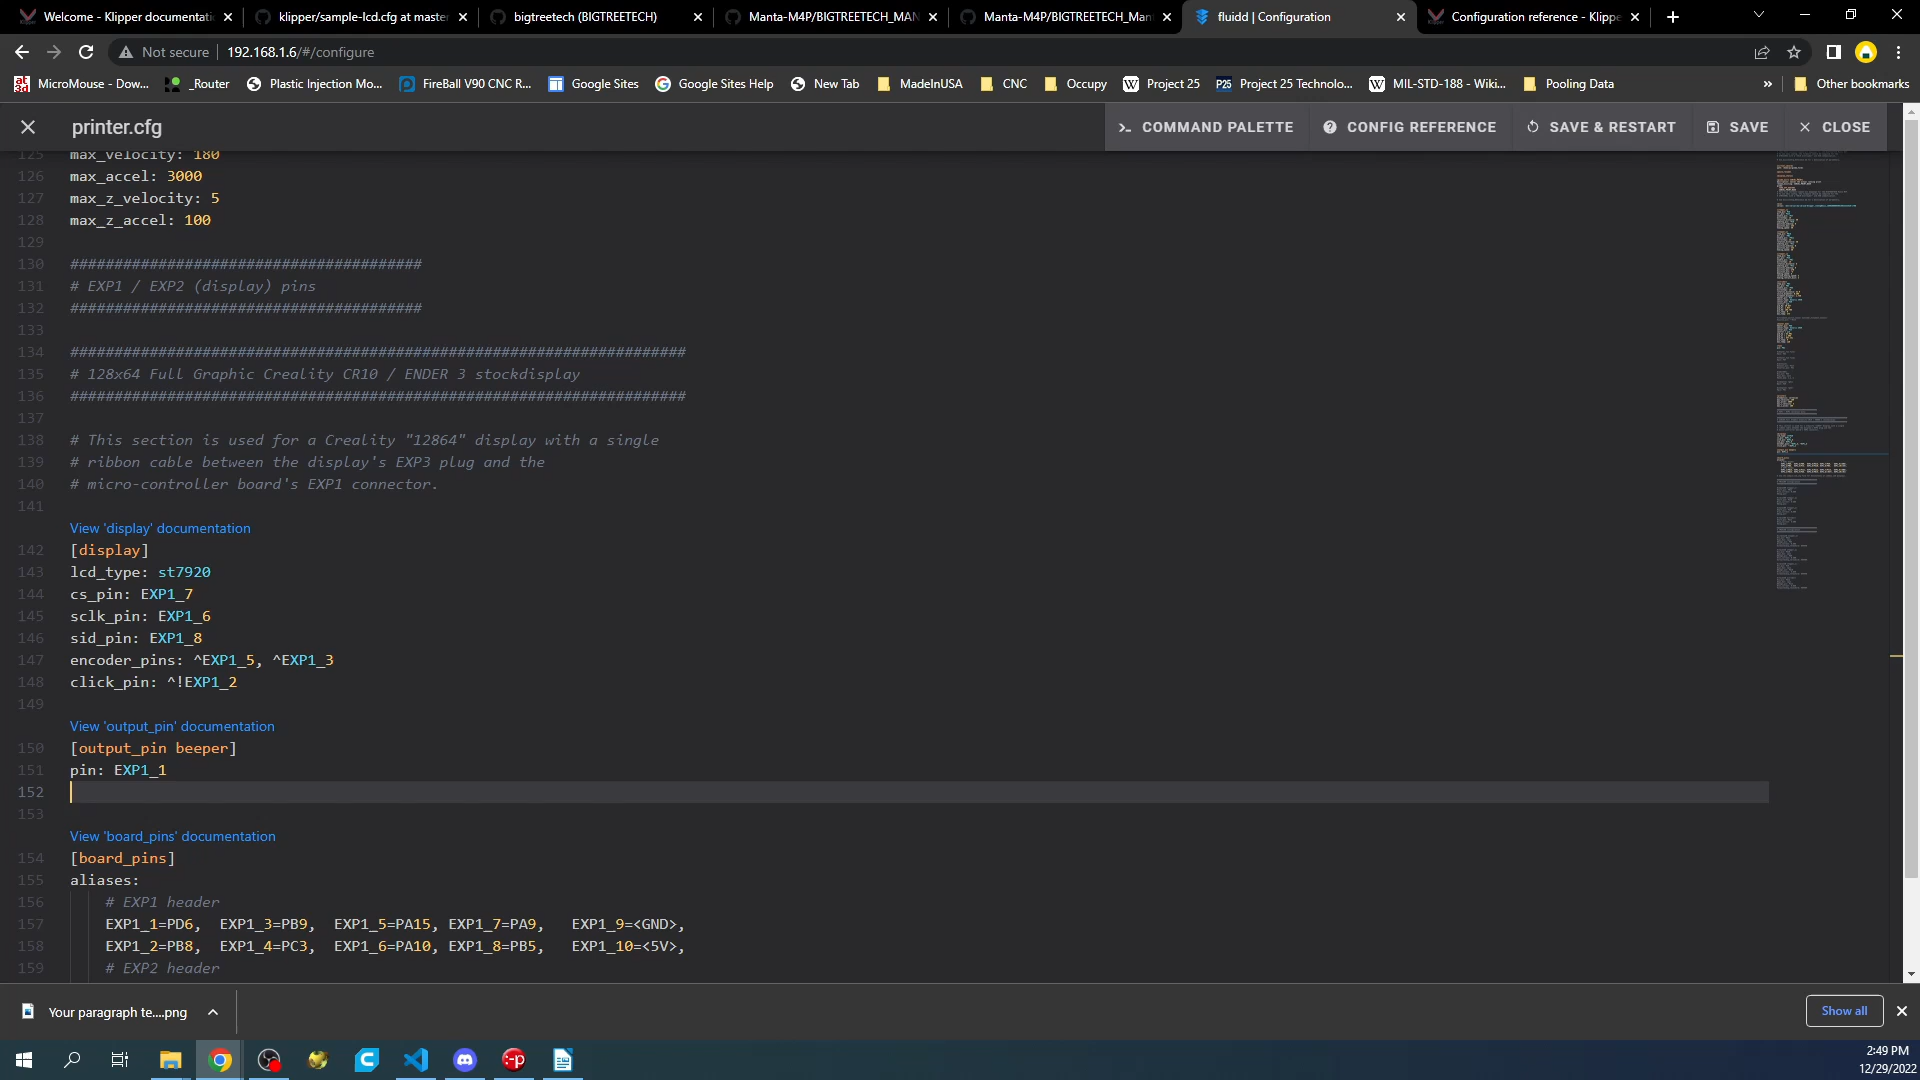 Welcome - Klipper documentati
klipper/sample-lcd.cfg at master
bigtreetech (BIGTREETECH)
Manta-M4P/BIGTREETECH_MAN
Manta-M4P/BIGTREETECH_Man
fluidd | Configuration
Configuration reference - Klippe
Not secure
192.168.1.6/#/configure
MicroMouse - Dow...
_Router
Plastic Injection Mo...
FireBall V90 CNC R...
Google Sites
Google Sites Help
New Tab
MadeInUSA
CNC
Occupy
Project 25
Project 25 Technolo...
MIL-STD-188 - Wiki...
Pooling Data
»
Other bookmarks
printer.cfg
COMMAND PALETTE
CONFIG REFERENCE
SAVE & RESTART
SAVE
CLOSE
125 max_velocity: 180
126 max_accel: 3000
127 max_z_velocity: 5
128 max_z_accel: 100
129
130 ########################################
131 # EXP1 / EXP2 (display) pins
132 ########################################
133
134 ######################################################################
135 # 128x64 Full Graphic Creality CR10 / ENDER 3 stockdisplay
136 ######################################################################
137
138 # This section is used for a Creality "12864" display with a single
139 # ribbon cable between the display's EXP3 plug and the
140 # micro-controller board's EXP1 connector.
141
View 'display' documentation
142 [display]
143 lcd_type: st7920
144 cs_pin: EXP1_7
145 sclk_pin: EXP1_6
146 sid_pin: EXP1_8
147 encoder_pins: ^EXP1_5, ^EXP1_3
148 click_pin: ^!EXP1_2
149
View 'output_pin' documentation
150 [output_pin beeper]
151 pin: EXP1_1
152
153
View 'board_pins' documentation
154 [board_pins]
155 aliases:
156 # EXP1 header
157 EXP1_1=PD6, EXP1_3=PB9, EXP1_5=PA15, EXP1_7=PA9, EXP1_9=<GND>,
158 EXP1_2=PB8, EXP1_4=PC3, EXP1_6=PA10, EXP1_8=PB5, EXP1_10=<5V>,
159 # EXP2 header
Your paragraph te....png
Show all
2:49 PM
12/29/2022